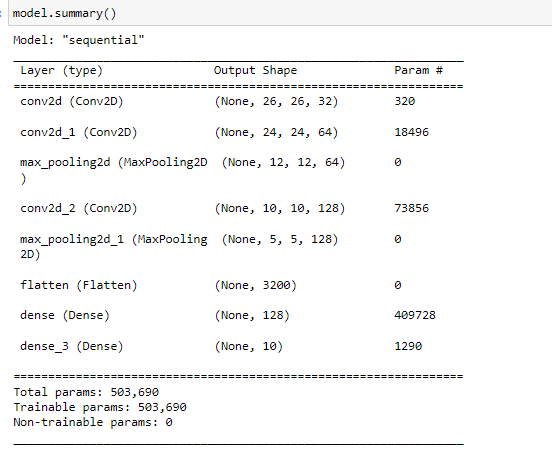 model.summary()
Model: "sequential"
_________________________________________________________________
Layer (type) Output Shape Param #
=================================================================
conv2d (Conv2D) (None, 26, 26, 32) 320
conv2d_1 (Conv2D) (None, 24, 24, 64) 18496
max_pooling2d (MaxPooling2D (None, 12, 12, 64) 0
)
conv2d_2 (Conv2D) (None, 10, 10, 128) 73856
max_pooling2d_1 (MaxPooling (None, 5, 5, 128) 0
2D)
flatten (Flatten) (None, 3200) 0
dense (Dense) (None, 128) 409728
dense_3 (Dense) (None, 10) 1290
=================================================================
Total params: 503,690
Trainable params: 503,690
Non-trainable params: 0
_________________________________________________________________